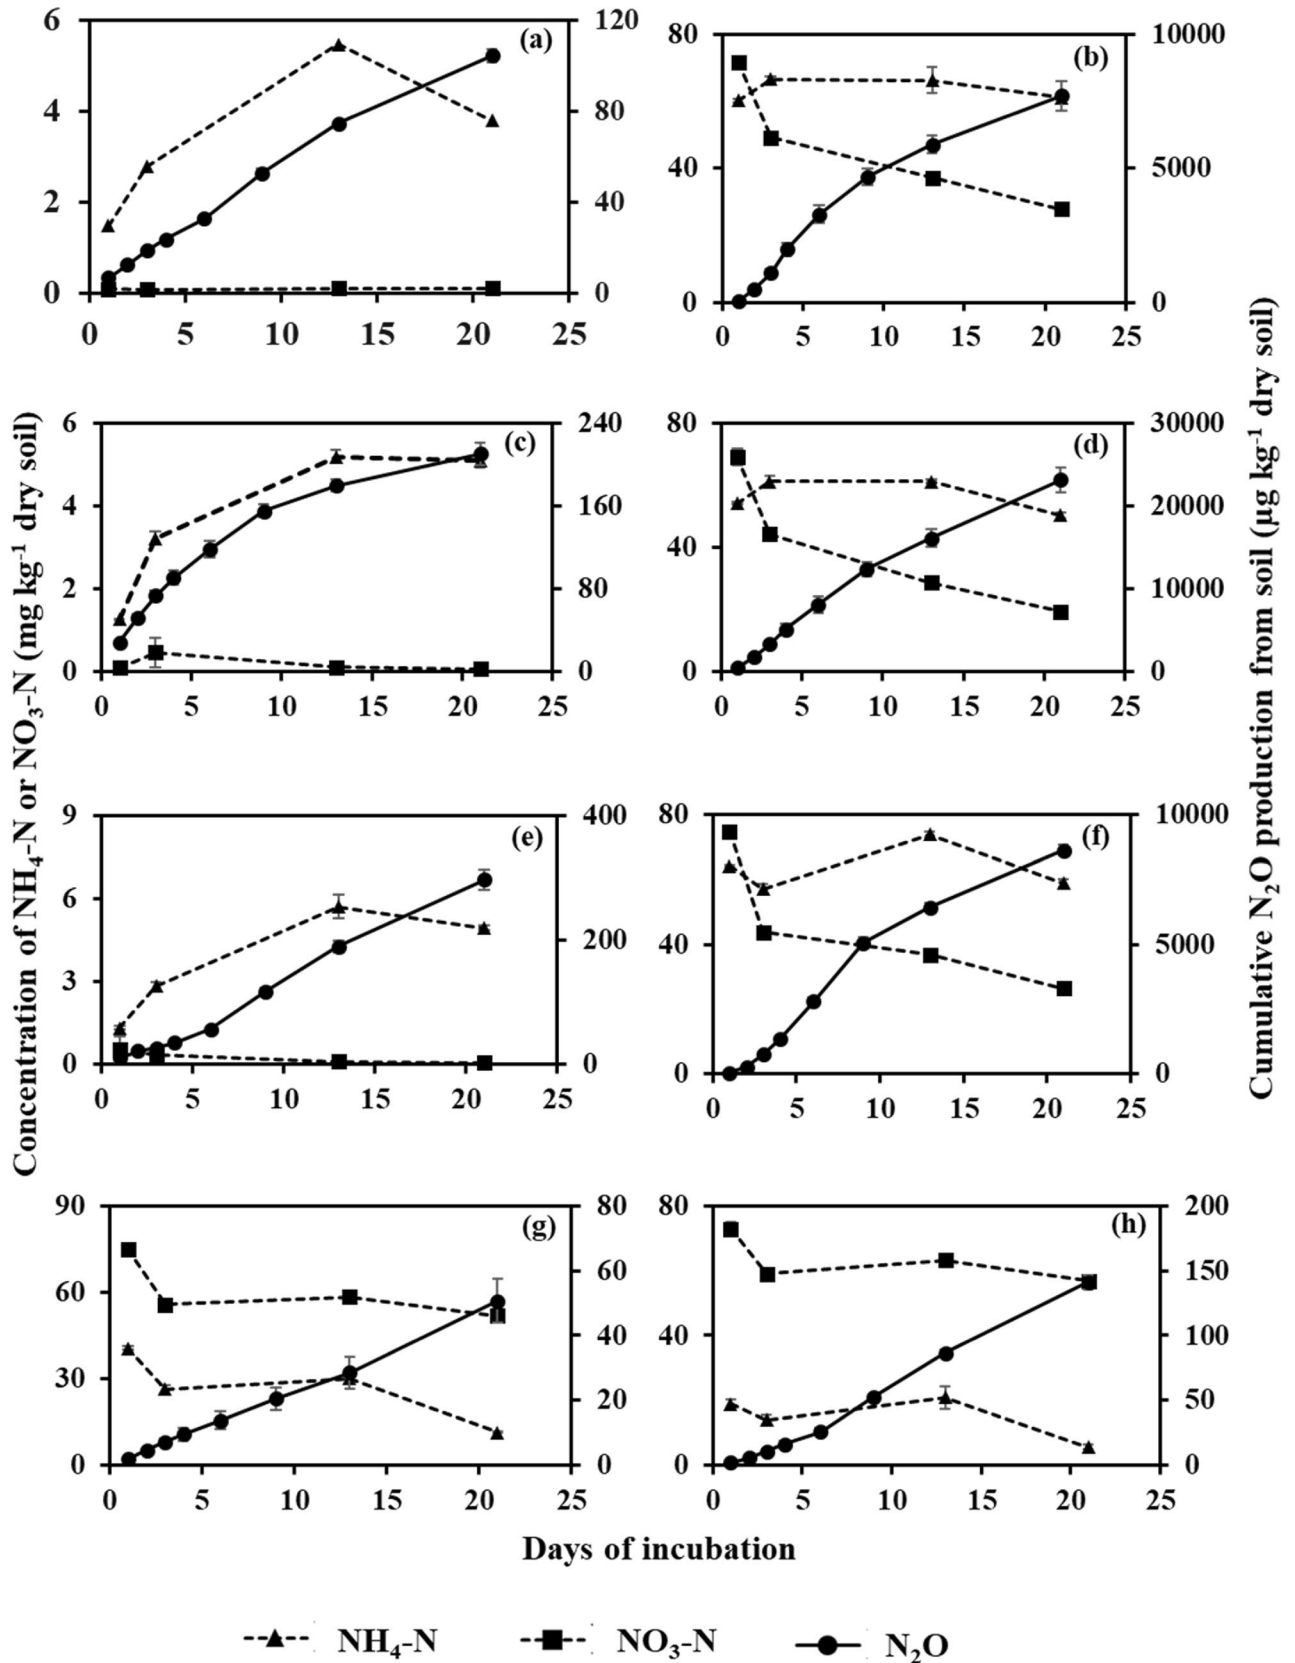 6 120 (a)
4 80
2 40
0 0
0 5 10 15 20 25
80 10000 (b)
40 5000
0 0
0 5 10 15 20 25
6 240 (c)
4 160
2 80
0 0
0 5 10 15 20 25
80 30000 (d)
20000
40
10000
0 0
0 5 10 15 20 25
9 400 (e)
6
200
3
0 0
0 5 10 15 20 25
80 10000 (f)
40 5000
0 0
0 5 10 15 20 25
90 80 (g)
60 60
40
30
20
0 0
0 5 10 15 20 25
80 200 (h)
150
40 100
50
0 0
0 5 10 15 20 25
Concentration of NH₄-N or NO₃-N (mg kg⁻¹ dry soil)
Cumulative N₂O production from soil (µg kg⁻¹ dry soil)
Days of incubation
NH₄-N NO₃-N N₂O